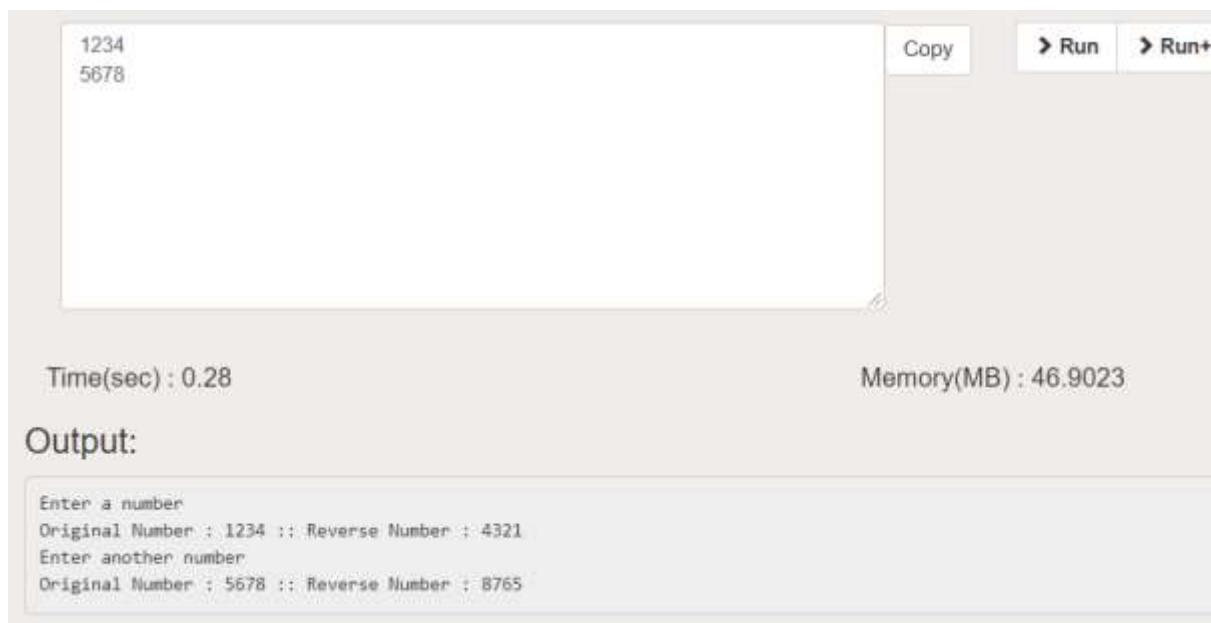 1234
5678
Copy
Run
Run+
Time(sec) : 0.28
Memory(MB) : 46.9023
Output:
Enter a number
Original Number : 1234 :: Reverse Number : 4321
Enter another number
Original Number : 5678 :: Reverse Number : 8765